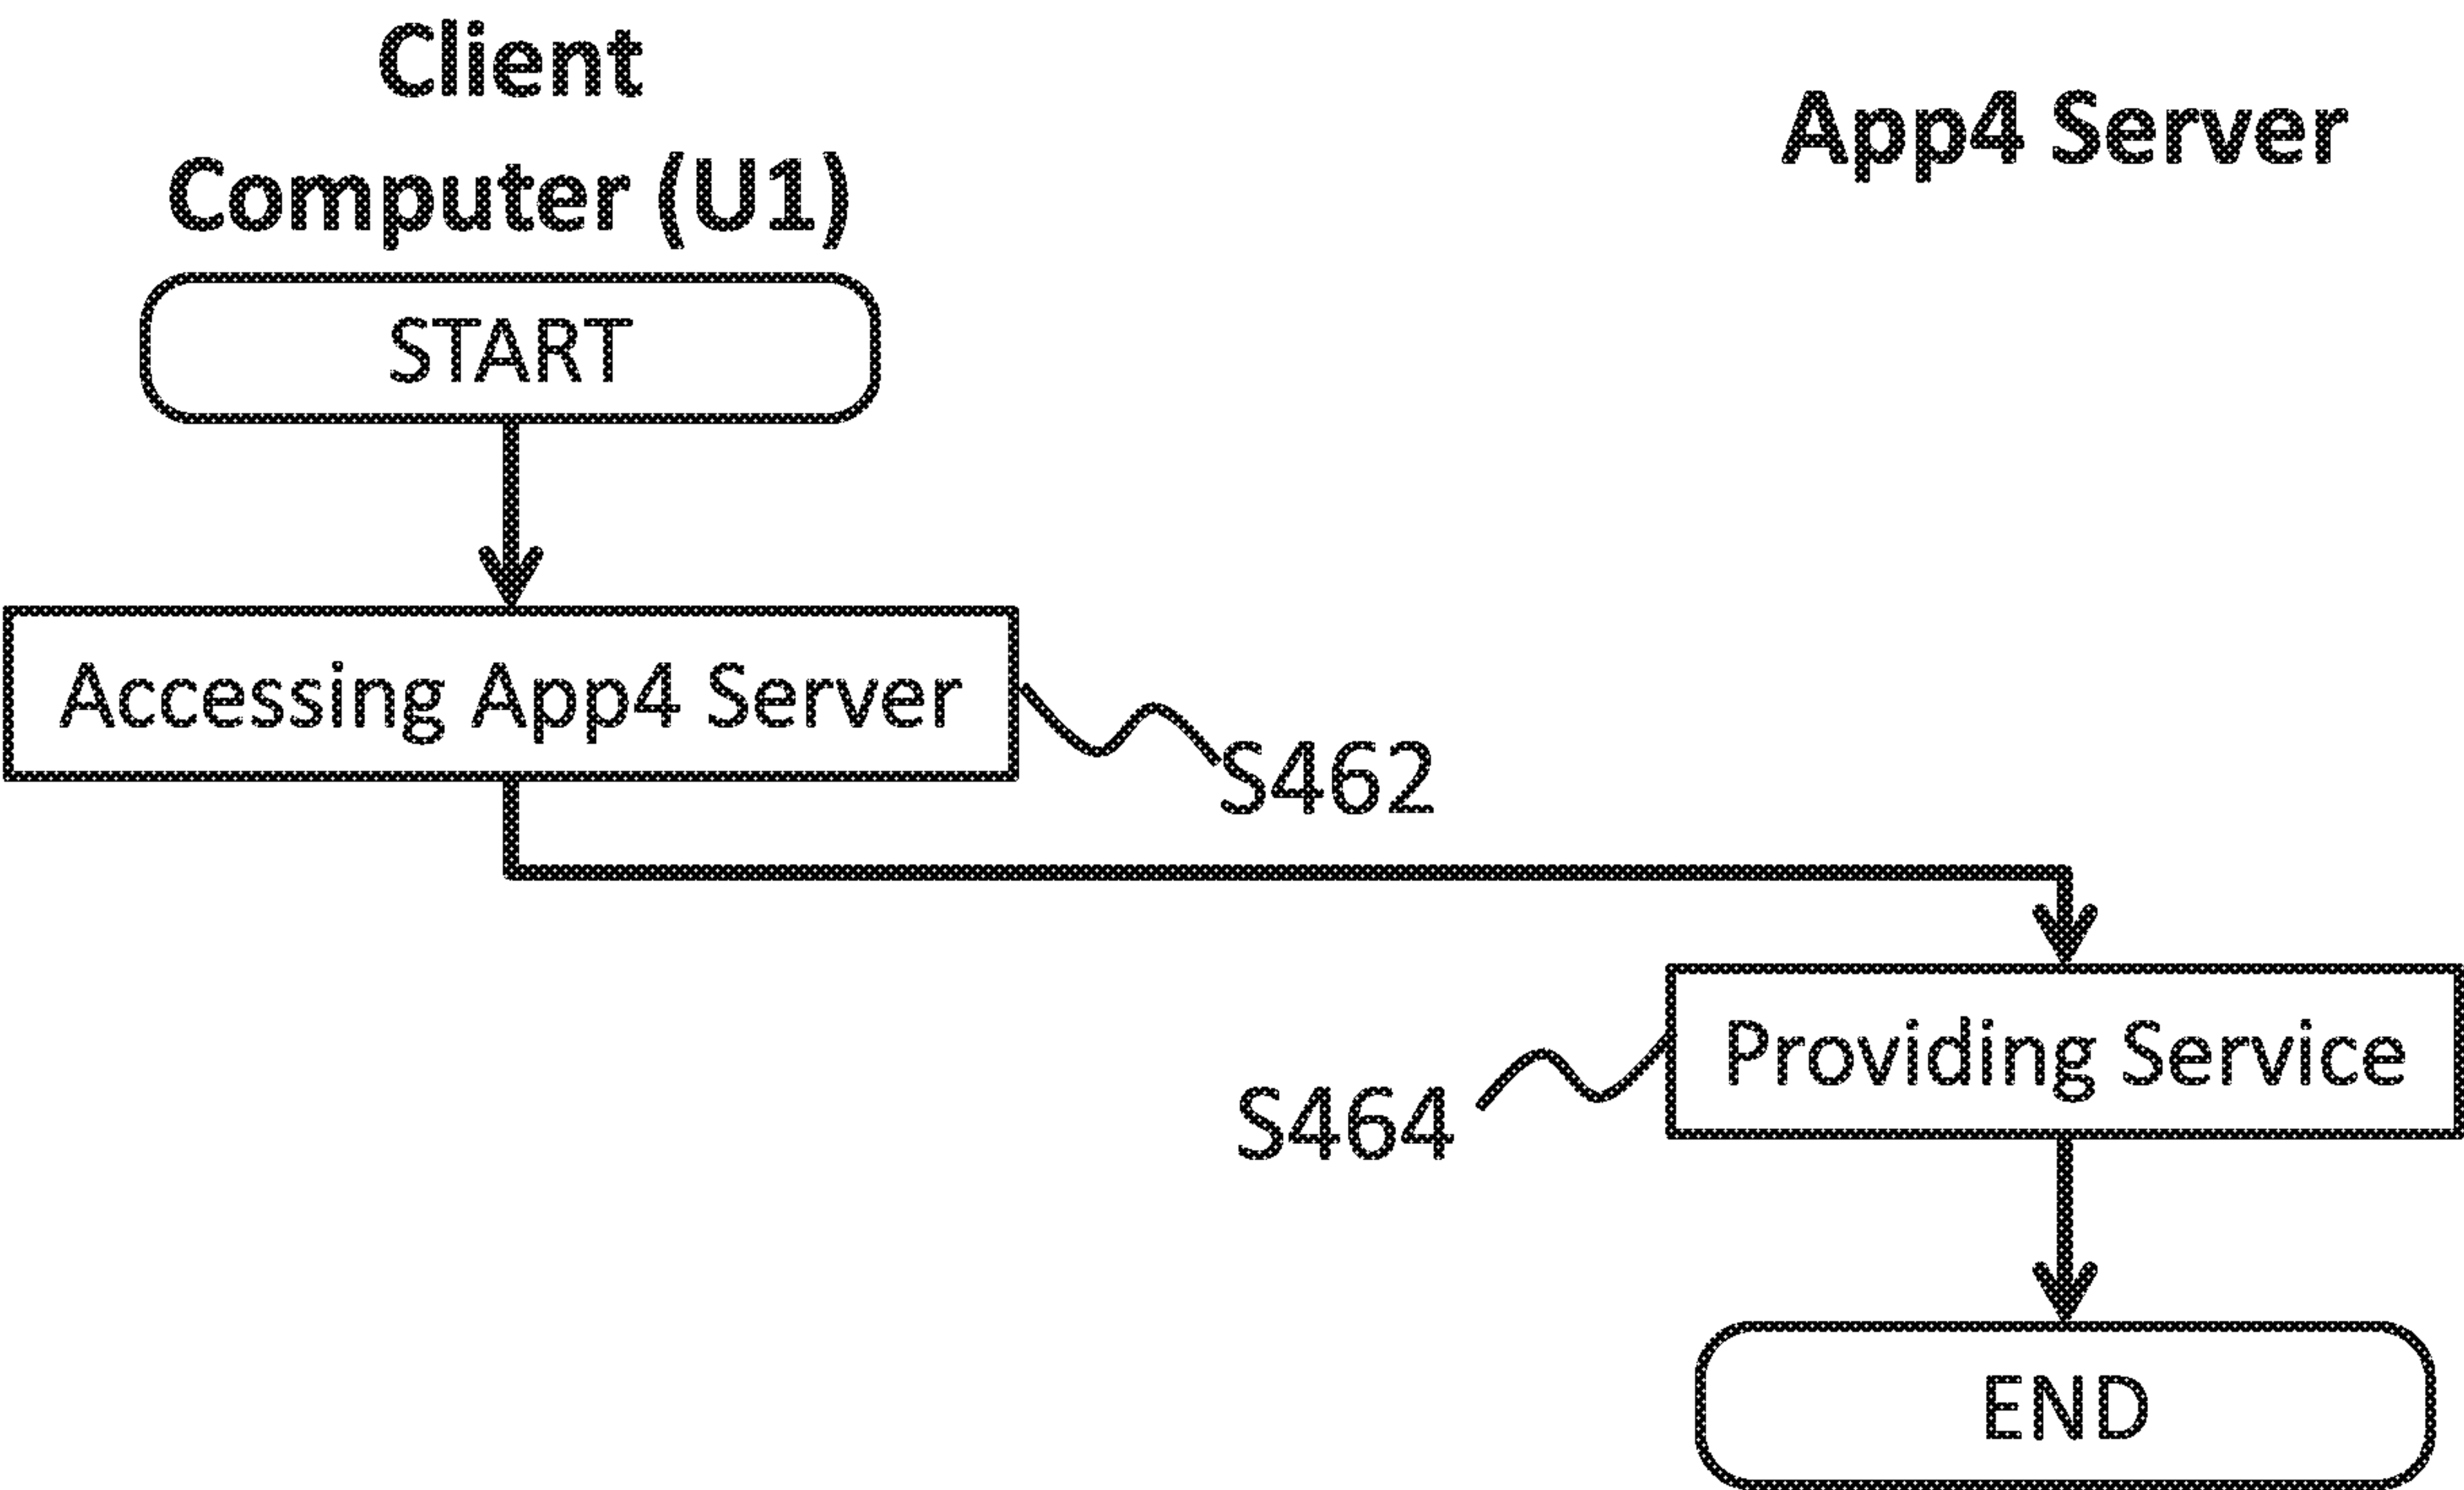 Client
Computer (U1)
App4 Server
START
Accessing App4 Server
S462
Providing Service
S464
END